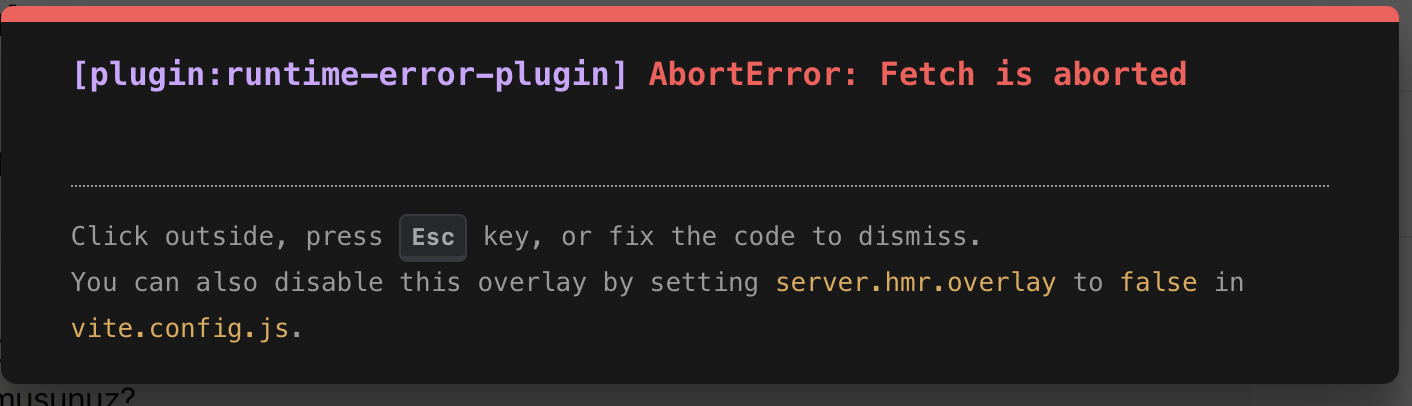 [plugin:runtime-error-plugin] AbortError: Fetch is aborted
Click outside, press Esc key, or fix the code to dismiss.
You can also disable this overlay by setting server.hmr.overlay to false in
vite.config.js.
musunuz?